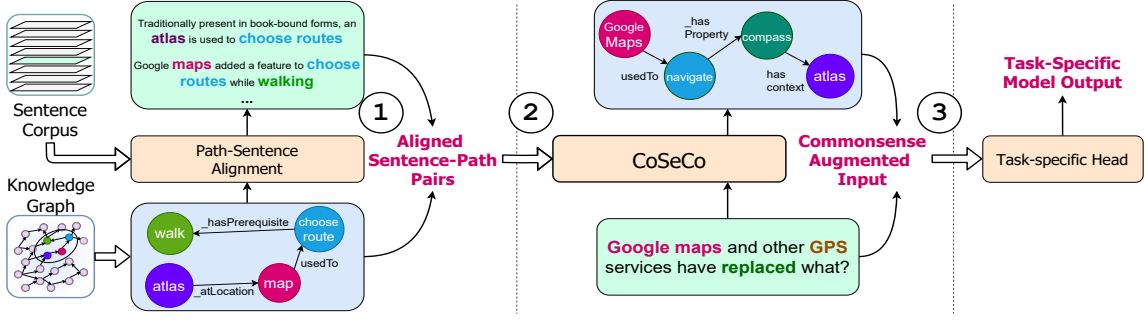 Traditionally present in book-bound forms, an
atlas is used to choose routes
Google maps added a feature to choose
routes while walking
...
Sentence
Corpus
Path-Sentence
Alignment
Knowledge
Graph
walk
_hasPrerequisite
choose
route
usedTo
atlas
_atLocation
map
1
Aligned
Sentence-Path
Pairs
2
Google
Maps
usedTo
navigate
_has
Property
compass
has
context
atlas
CoSeCo
Google maps and other GPS
services have replaced what?
Commonsense
Augmented
Input
3
Task-Specific
Model Output
Task-specific Head